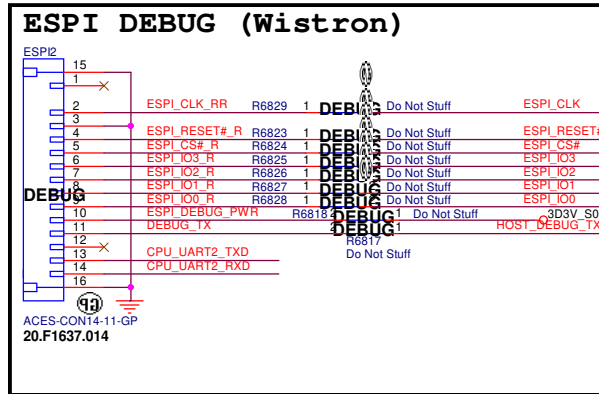 ESPI DEBUG (Wistron)
ESPI2
15
1
2 ESPI_CLK_RR R6829 1 DEBUG Do Not Stuff ESPI_CLK
3
4 ESPI_RESET#_R R6823 1 DEBUG Do Not Stuff ESPI_RESET#
5 ESPI_CS#_R R6824 1 DEBUG Do Not Stuff ESPI_CS#
6 ESPI_IO3_R R6825 1 DEBUG Do Not Stuff ESPI_IO3
7 ESPI_IO2_R R6826 1 DEBUG Do Not Stuff ESPI_IO2
8 ESPI_IO1_R R6827 1 DEBUG Do Not Stuff ESPI_IO1
DEBUG
9 ESPI_IO0_R R6828 1 DEBUG Do Not Stuff ESPI_IO0
10 ESPI_DEBUG_PWR R6818 2 DEBUG 1 Do Not Stuff 3D3V_S0
11 DEBUG_TX 2 DEBUG 1 HOST_DEBUG_TX
12 R6817
13 CPU_UART2_TXD Do Not Stuff
14 CPU_UART2_RXD
16
ACES-CON14-11-GP
20.F1637.014